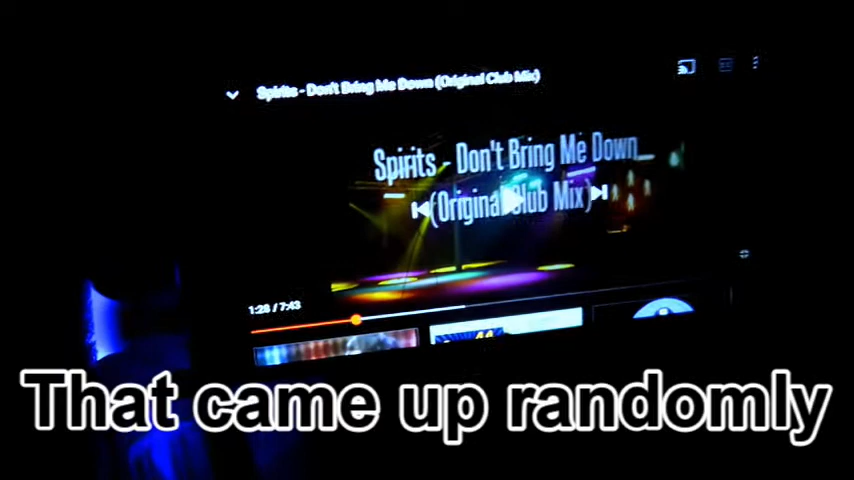 Spirits - Don't Bring Me Down (Original Club Mix)
Spirits - Don't Bring Me Down
(Original Club Mix)
1:28 / 7:43
That came up randomly